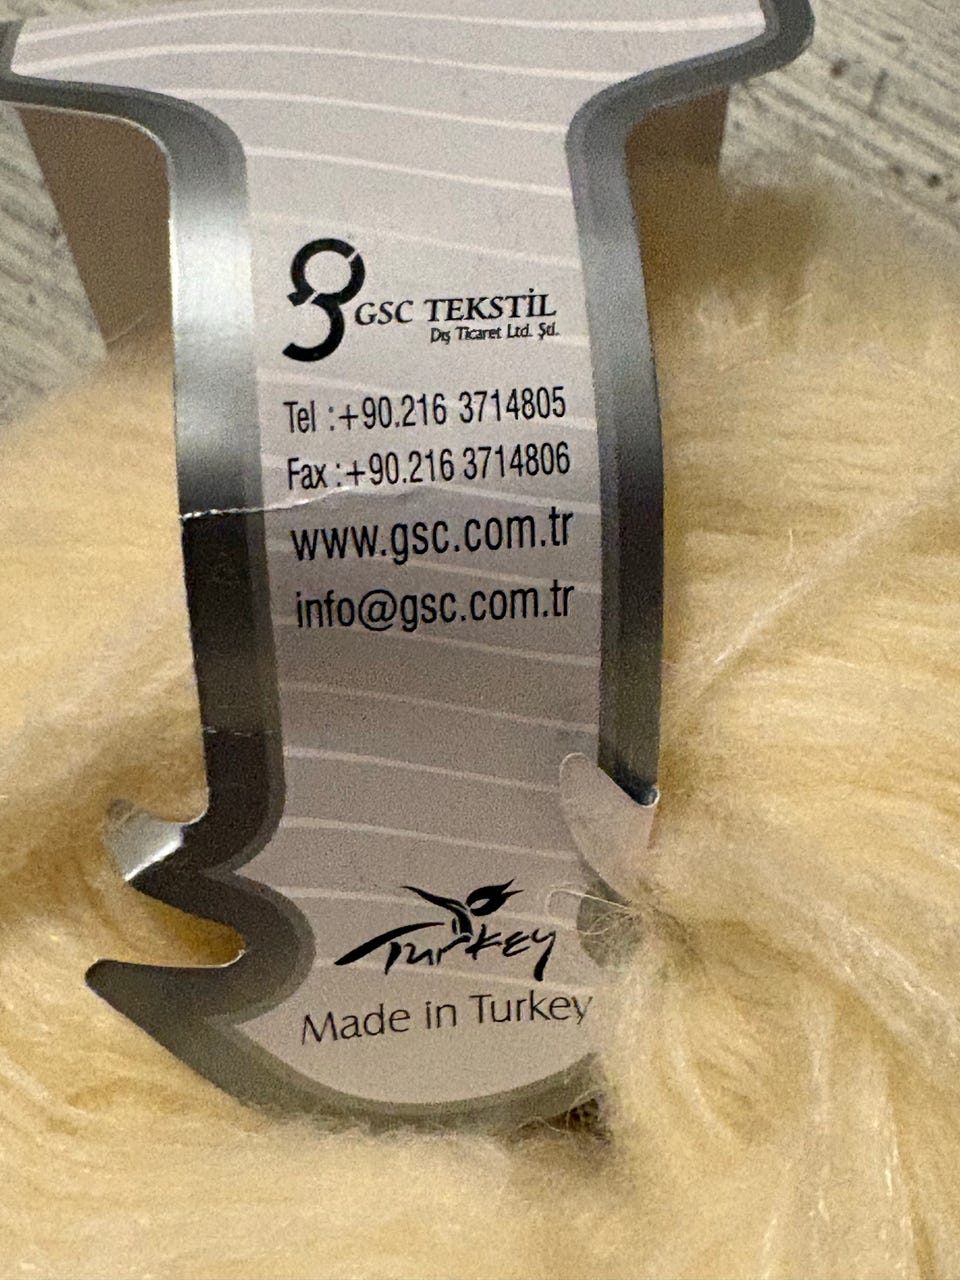 GSC TEKSTİL
Dış Ticaret Ltd. Şti.
Tel :+90.216 3714805
Fax :+90.216 3714806
www.gsc.com.tr
info@gsc.com.tr
Turkey
Made in Turkey